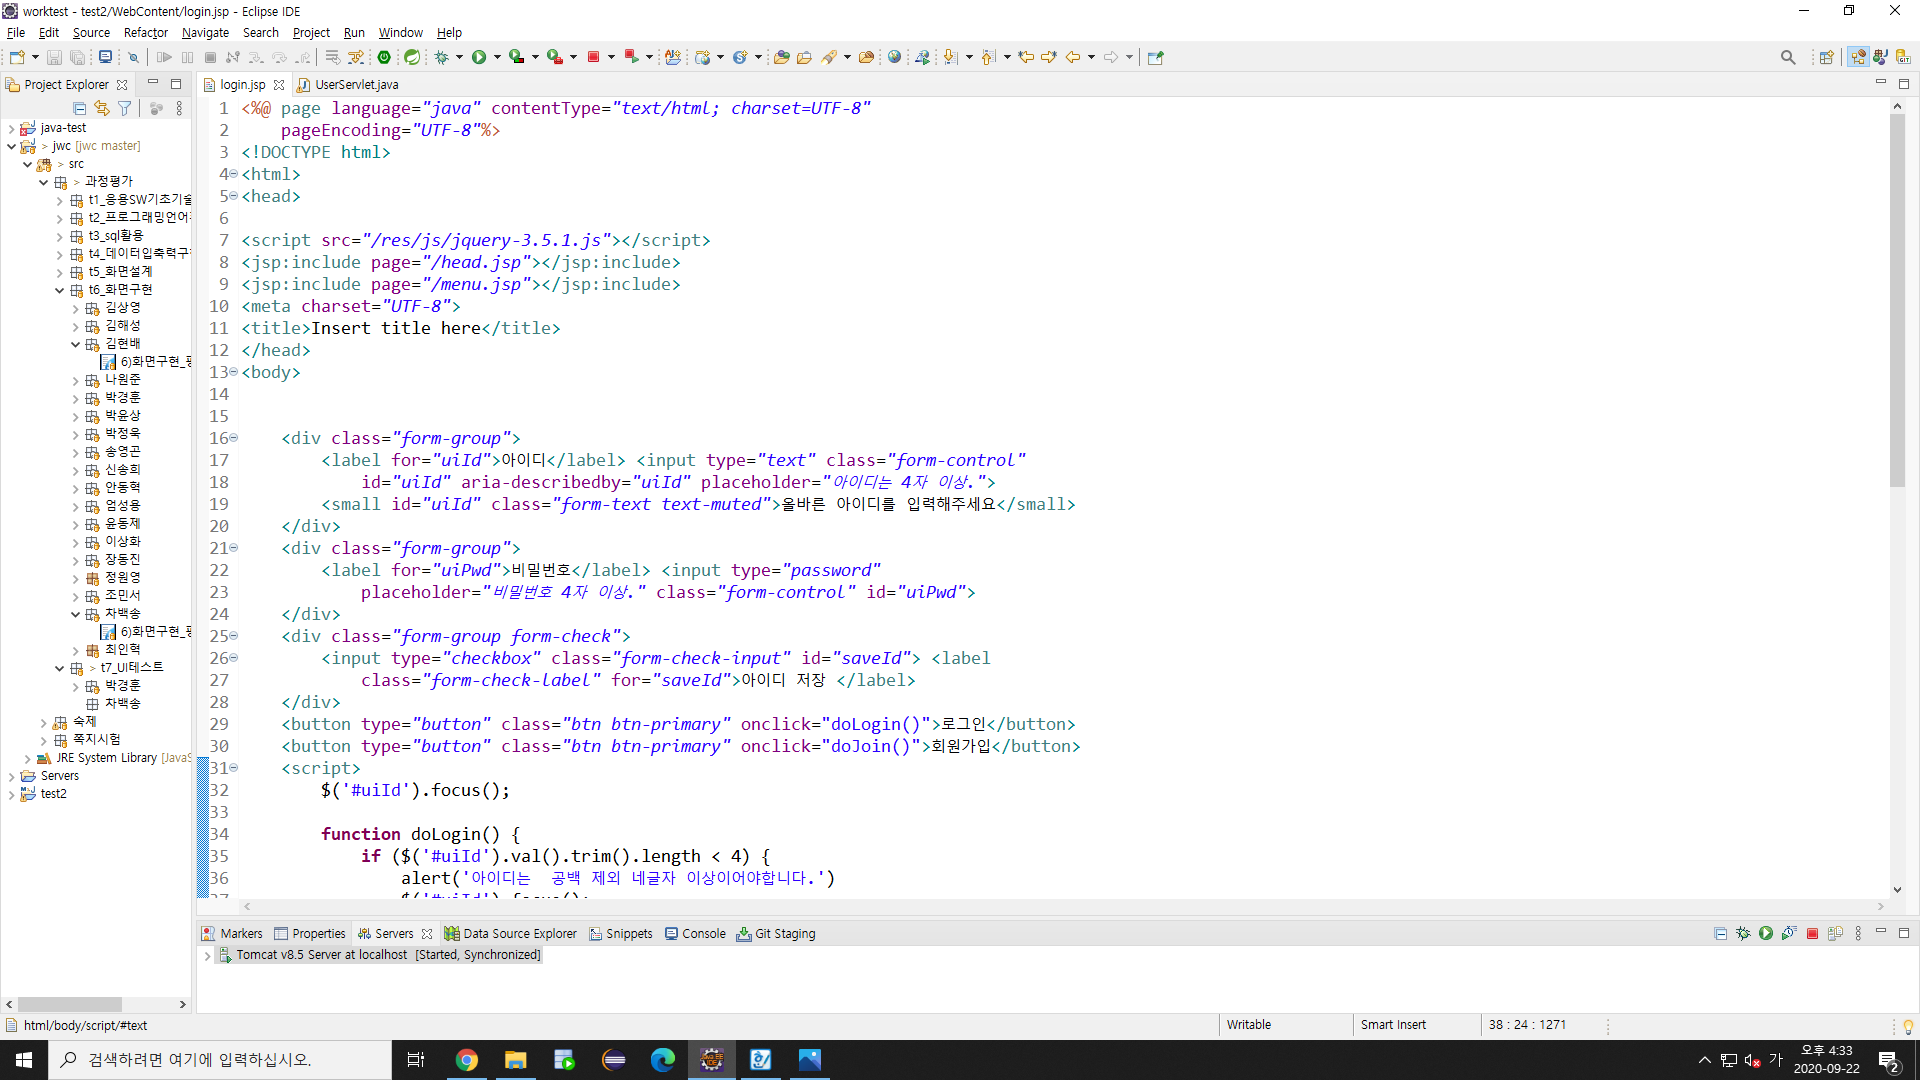 worktest - test2/WebContent/login.jsp - Eclipse IDE
File Edit Source Refactor Navigate Search Project Run Window Help
Project Explorer
java-test
> jwc [jwc master]
> src
> 과정평가
t1_응용SW기초기술
t2_프로그래밍언어
t3_sql활용
t4_데이터입축력구현
t5_화면설계
t6_화면구현
김상영
김해성
김현배
6)화면구현_평
나원준
박경훈
박윤상
박정욱
송영곤
신송희
안동혁
엄성용
윤동제
이상화
장동진
정원영
조민서
차백송
6)화면구현_평
최인혁
> t7_UI테스트
박경훈
차백송
숙제
쪽지시험
JRE System Library [JavaS
Servers
test2
login.jsp UserServlet.java
1 <%@ page language="java" contentType="text/html; charset=UTF-8"
2 pageEncoding="UTF-8"%>
3 <!DOCTYPE html>
4 <html>
5 <head>
6
7 <script src="/res/js/jquery-3.5.1.js"></script>
8 <jsp:include page="/head.jsp"></jsp:include>
9 <jsp:include page="/menu.jsp"></jsp:include>
10 <meta charset="UTF-8">
11 <title>Insert title here</title>
12 </head>
13 <body>
14
15
16 <div class="form-group">
17 <label for="uiId">아이디</label> <input type="text" class="form-control"
18 id="uiId" aria-describedby="uiId" placeholder="아이디는 4자 이상.">
19 <small id="uiId" class="form-text text-muted">올바른 아이디를 입력해주세요</small>
20 </div>
21 <div class="form-group">
22 <label for="uiPwd">비밀번호</label> <input type="password"
23 placeholder="비밀번호 4자 이상." class="form-control" id="uiPwd">
24 </div>
25 <div class="form-group form-check">
26 <input type="checkbox" class="form-check-input" id="saveId"> <label
27 class="form-check-label" for="saveId">아이디 저장 </label>
28 </div>
29 <button type="button" class="btn btn-primary" onclick="doLogin()">로그인</button>
30 <button type="button" class="btn btn-primary" onclick="doJoin()">회원가입</button>
31 <script>
32 $('#uiId').focus();
33
34 function doLogin() {
35 if ($('#uiId').val().trim().length < 4) {
36 alert('아이디는  공백 제외 네글자 이상이어야합니다.')
37 $('#uiId').focus();
Markers Properties Servers Data Source Explorer Snippets Console Git Staging
Tomcat v8.5 Server at localhost [Started, Synchronized]
html/body/script/#text
Writable
Smart Insert
38 : 24 : 1271
검색하려면 여기에 입력하십시오.
가
오후 4:33
2020-09-22
2